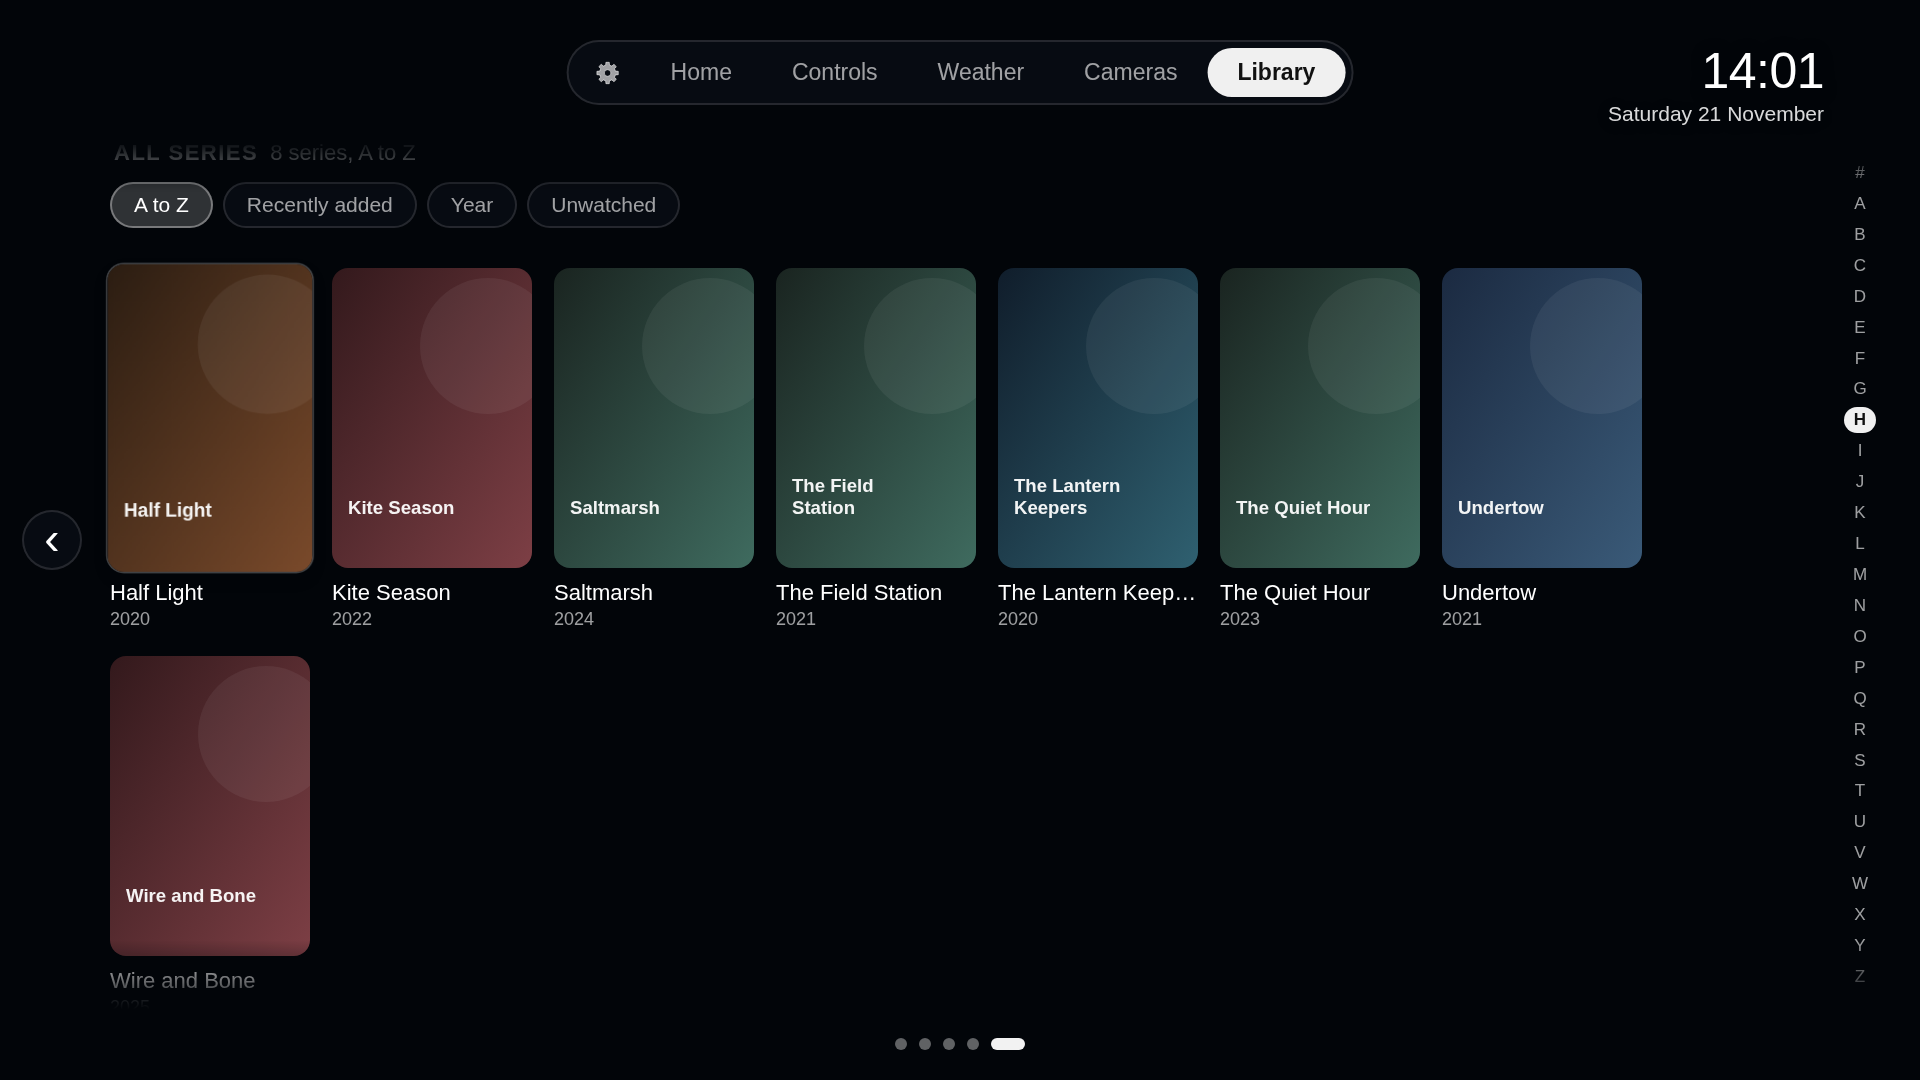 Home Controls Weather Cameras Library
14:01
Saturday 21 November
ALL SERIES 8 series, A to Z
A to Z Recently added Year Unwatched
Half Light
Kite Season
Saltmarsh
The Field
Station
The Lantern
Keepers
The Quiet Hour
Undertow
Half Light
2020
Kite Season
2022
Saltmarsh
2024
The Field Station
2021
The Lantern Keep…
2020
The Quiet Hour
2023
Undertow
2021
Wire and Bone
Wire and Bone
2025
#
A
B
C
D
E
F
G
H
I
J
K
L
M
N
O
P
Q
R
S
T
U
V
W
X
Y
Z